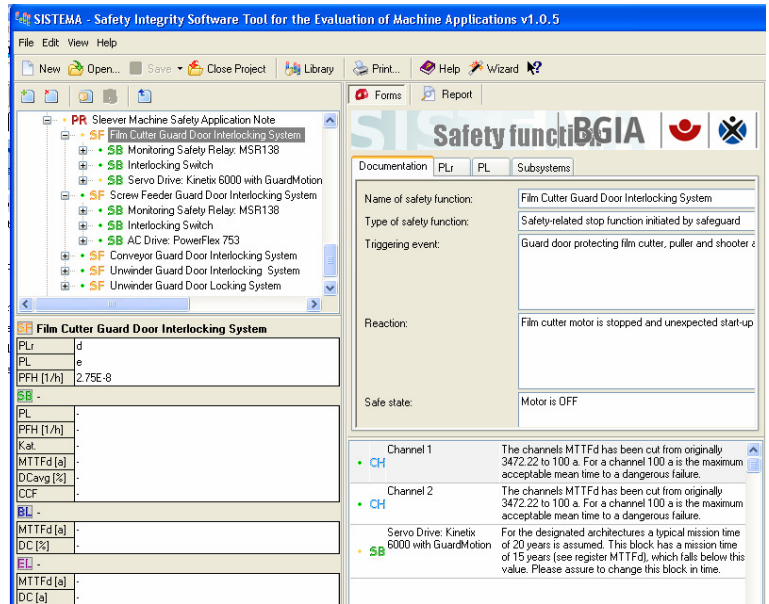 SISTEMA - Safety Integrity Software Tool for the Evaluation of Machine Applications v1.0.5
File Edit View Help
New Open... Save Close Project Library Print... Help Wizard
PR Sleever Machine Safety Application Note
SF Film Cutter Guard Door Interlocking System
SB Monitoring Safety Relay: MSR138
SB Interlocking Switch
SB Servo Drive: Kinetix 6000 with GuardMotion
SF Screw Feeder Guard Door Interlocking System
SB Monitoring Safety Relay: MSR138
SB Interlocking Switch
SB AC Drive: PowerFlex 753
SF Conveyor Guard Door Interlocking System
SF Unwinder Guard Door Interlocking System
SF Unwinder Guard Door Locking System
SF Film Cutter Guard Door Interlocking System
PLr d
PL e
PFH [1/h] 2.75E-8
SB -
PL -
PFH [1/h] -
Kat. -
MTTFd [a] -
DCavg [%] -
CCF -
BL -
MTTFd [a] -
DC [%] -
EL -
MTTFd [a] -
DC [a] -
Forms Report
Safety function
BGIA
Documentation PLr PL Subsystems
Name of safety function: Film Cutter Guard Door Interlocking System
Type of safety function: Safety-related stop function initiated by safeguard
Triggering event: Guard door protecting film cutter, puller and shooter a
Reaction: Film cutter motor is stopped and unexpected start-up
Safe state: Motor is OFF
CH Channel 1 The channels MTTFd has been cut from originally
3472.22 to 100 a. For a channel 100 a is the maximum
acceptable mean time to a dangerous failure.
CH Channel 2 The channels MTTFd has been cut from originally
3472.22 to 100 a. For a channel 100 a is the maximum
acceptable mean time to a dangerous failure.
SB Servo Drive: Kinetix For the designated architectures a typical mission time
6000 with GuardMotion of 20 years is assumed. This block has a mission time
of 15 years (see register MTTFd), which falls below this
value. Please assure to change this block in time.